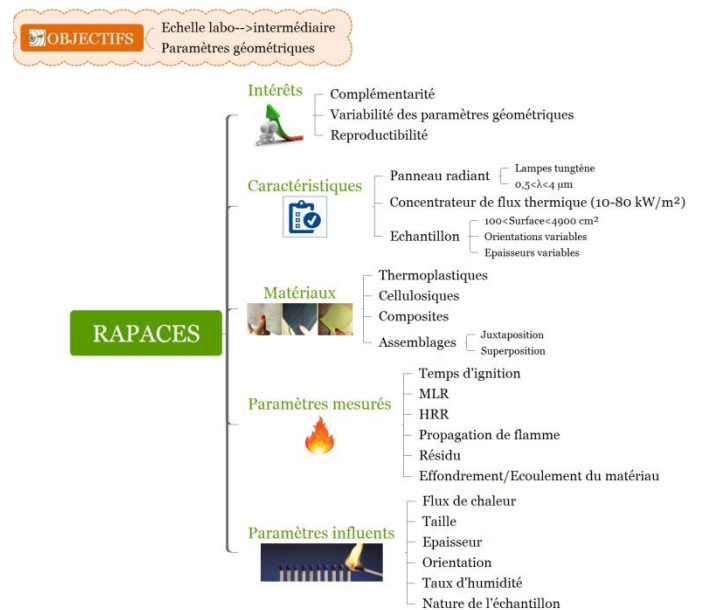 OBJECTIFS
Echelle labo-->intermédiaire
Paramètres géométriques
RAPACES
Intérêts
Complémentarité
Variabilité des paramètres géométriques
Reproductibilité
Caractéristiques
Panneau radiant
Lampes tungtène
0,5<λ<4 µm
Concentrateur de flux thermique (10-80 kW/m²)
Echantillon
100<Surface<4900 cm²
Orientations variables
Epaisseurs variables
Matériaux
Thermoplastiques
Cellulosiques
Composites
Assemblages
Juxtaposition
Superposition
Paramètres mesurés
Temps d'ignition
MLR
HRR
Propagation de flamme
Résidu
Effondrement/Ecoulement du matériau
Paramètres influents
Flux de chaleur
Taille
Epaisseur
Orientation
Taux d'humidité
Nature de l'échantillon